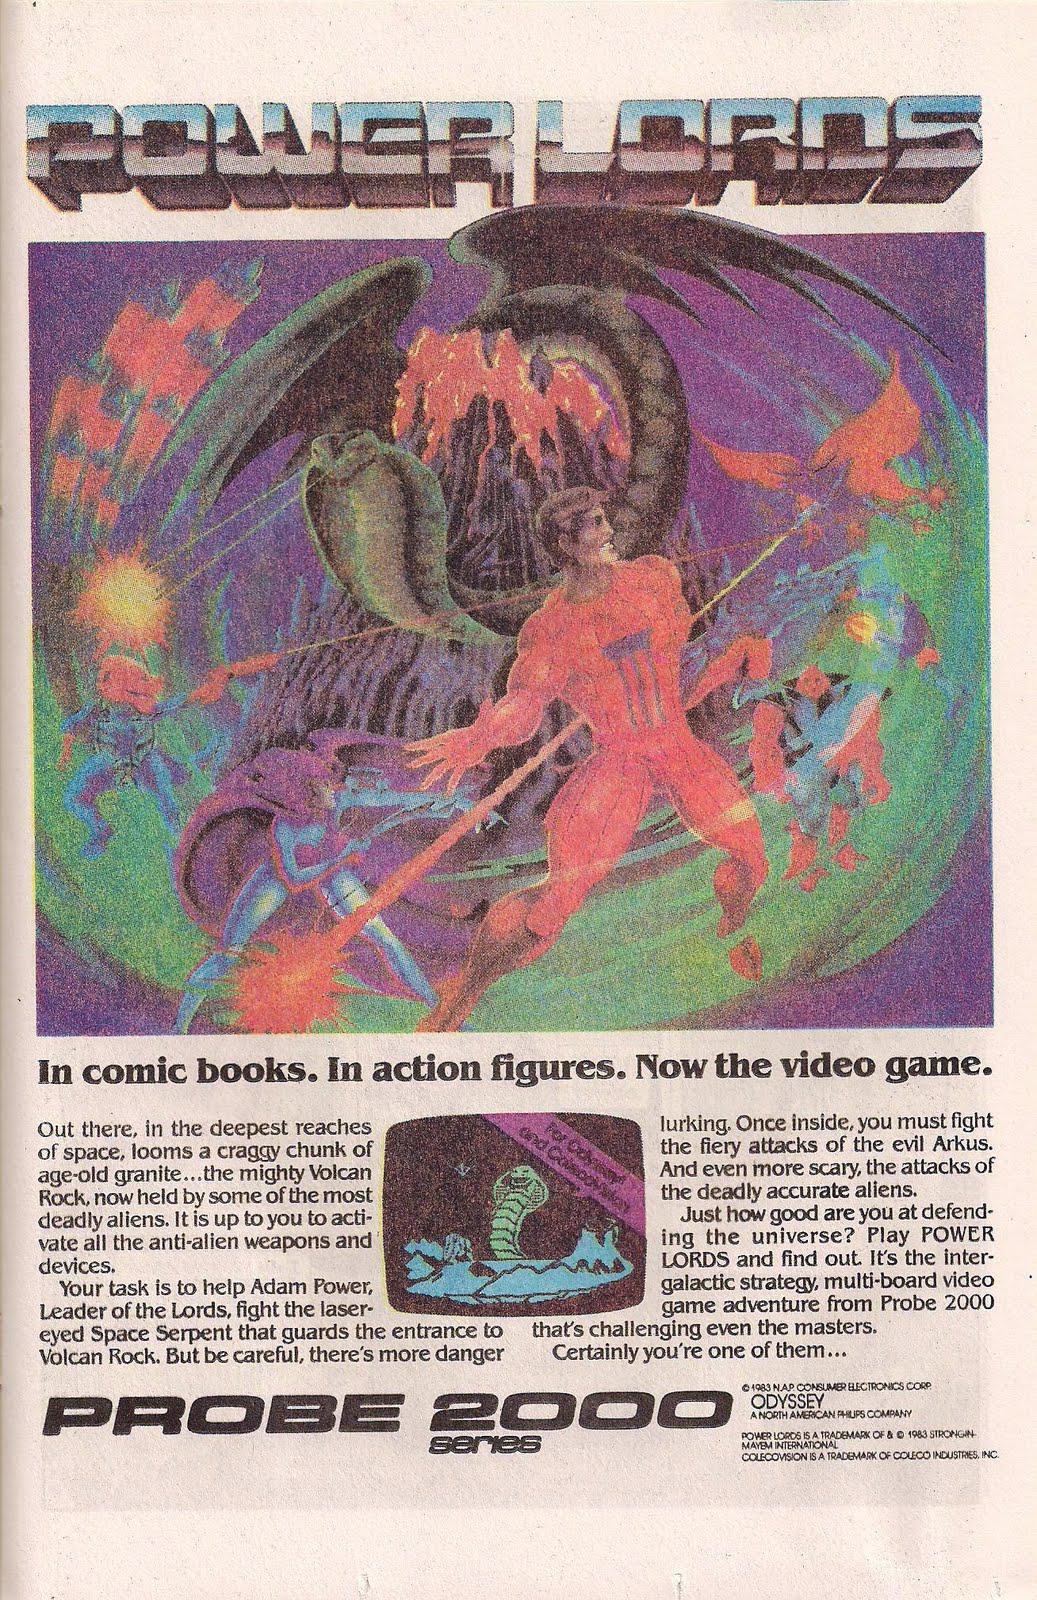 POWER LORDS
In comic books. In action figures. Now the video game.
Out there, in the deepest reaches
of space, looms a craggy chunk of
age-old granite...the mighty Volcan
Rock, now held by some of the most
deadly aliens. It is up to you to acti-
vate all the anti-alien weapons and
devices.
Your task is to help Adam Power,
Leader of the Lords, fight the laser-
eyed Space Serpent that guards the entrance to
Volcan Rock. But be careful, there's more danger
For Odyssey²
and ColecoVision
lurking. Once inside, you must fight
the fiery attacks of the evil Arkus.
And even more scary, the attacks of
the deadly accurate aliens.
Just how good are you at defend-
ing the universe? Play POWER
LORDS and find out. It's the inter-
galactic strategy, multi-board video
game adventure from Probe 2000
that's challenging even the masters.
Certainly you're one of them...
PROBE 2000
series
© 1983 N.A.P. CONSUMER ELECTRONICS CORP.
ODYSSEY
A NORTH AMERICAN PHILIPS COMPANY
POWER LORDS IS A TRADEMARK OF & © 1983 STRONGIN-
MAYEM INTERNATIONAL
COLECOVISION IS A TRADEMARK OF COLECO INDUSTRIES, INC.